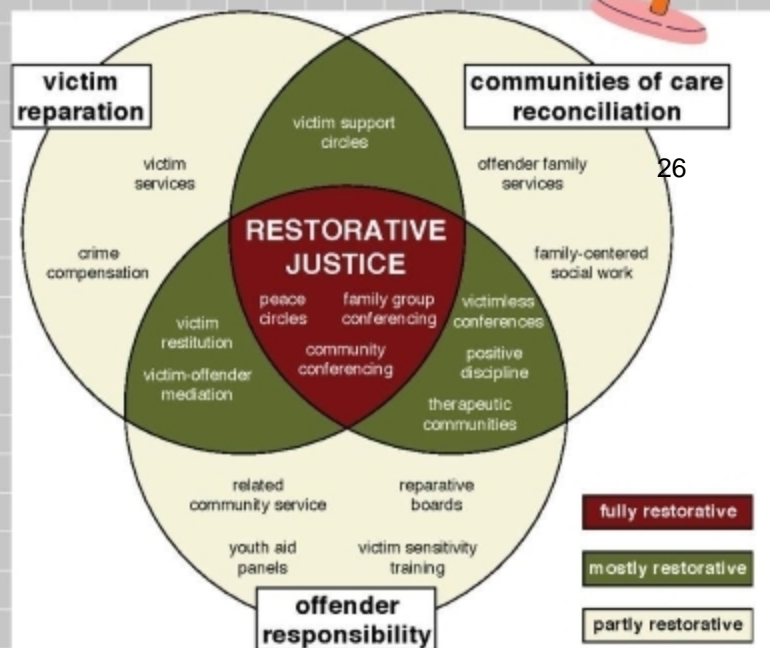 victim
reparation
communities of care
reconciliation
victim support
circles
victim
services
offender family
services
26
crime
compensation
family-centered
social work
RESTORATIVE
JUSTICE
peace
circles
family group
conferencing
community
conferencing
victim
restitution
victim-offender
mediation
victimless
conferences
positive
discipline
therapeutic
communities
related
community service
reparative
boards
youth aid
panels
victim sensitivity
training
offender
responsibility
fully restorative
mostly restorative
partly restorative